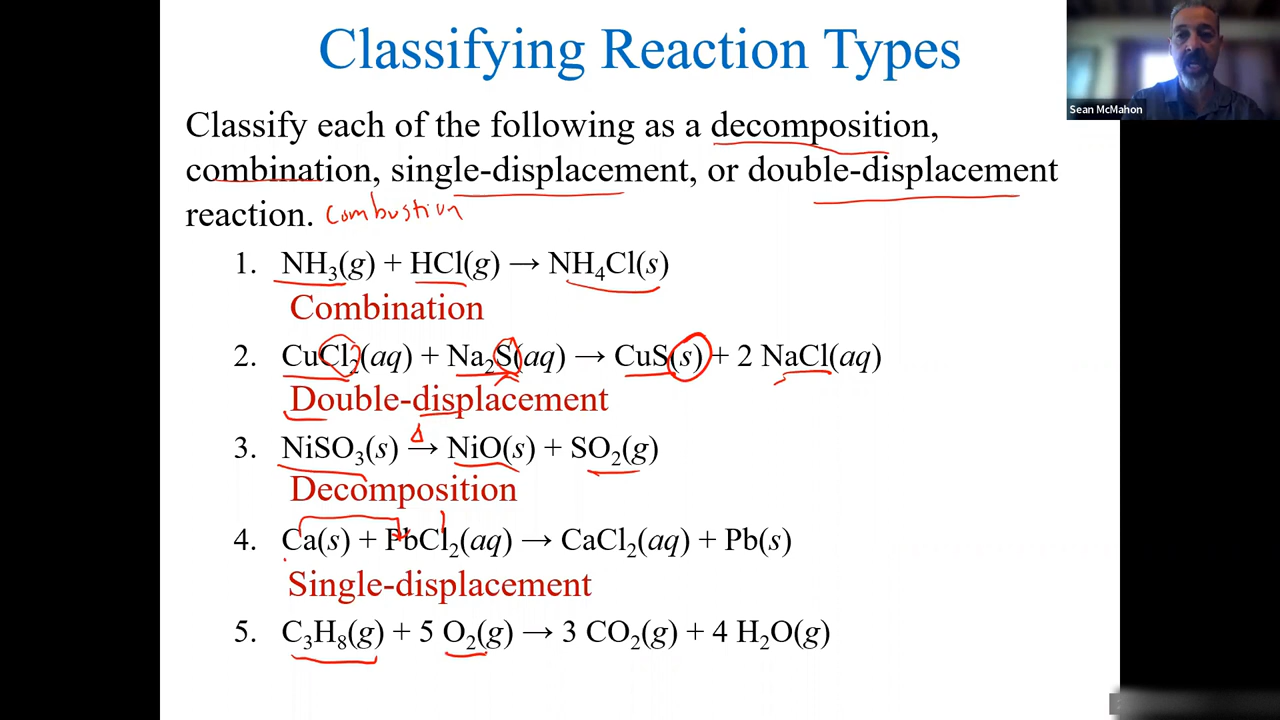 Classifying Reaction Types
Sean McMahon
Classify each of the following as a decomposition,
combination, single-displacement, or double-displacement
reaction. Combustion
1. NH₃(g) + HCl(g) → NH₄Cl(s)
Combination
2. CuCl₂(aq) + Na₂S(aq) → CuS(s) + 2 NaCl(aq)
Double-displacement
Δ
3. NiSO₃(s) → NiO(s) + SO₂(g)
Decomposition
4. Ca(s) + PbCl₂(aq) → CaCl₂(aq) + Pb(s)
Single-displacement
5. C₃H₈(g) + 5 O₂(g) → 3 CO₂(g) + 4 H₂O(g)